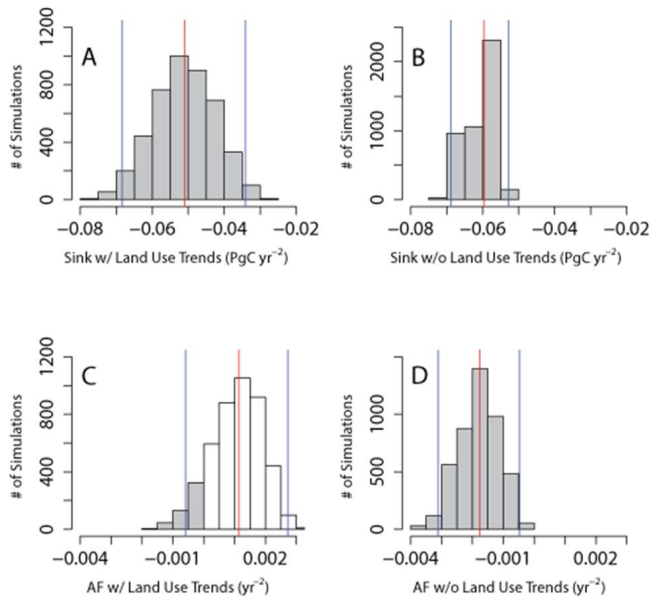 A
# of Simulations
1200
800
400
0
−0.08 −0.06 −0.04 −0.02
Sink w/ Land Use Trends (PgC yr−2)
B
# of Simulations
2000
1000
0
−0.08 −0.06 −0.04 −0.02
Sink w/o Land Use Trends (PgC yr−2)
C
# of Simulations
1200
800
400
0
−0.004 −0.001 0.002
AF w/ Land Use Trends (yr−2)
D
# of Simulations
1000
500
0
−0.004 −0.001 0.002
AF w/o Land Use Trends (yr−2)